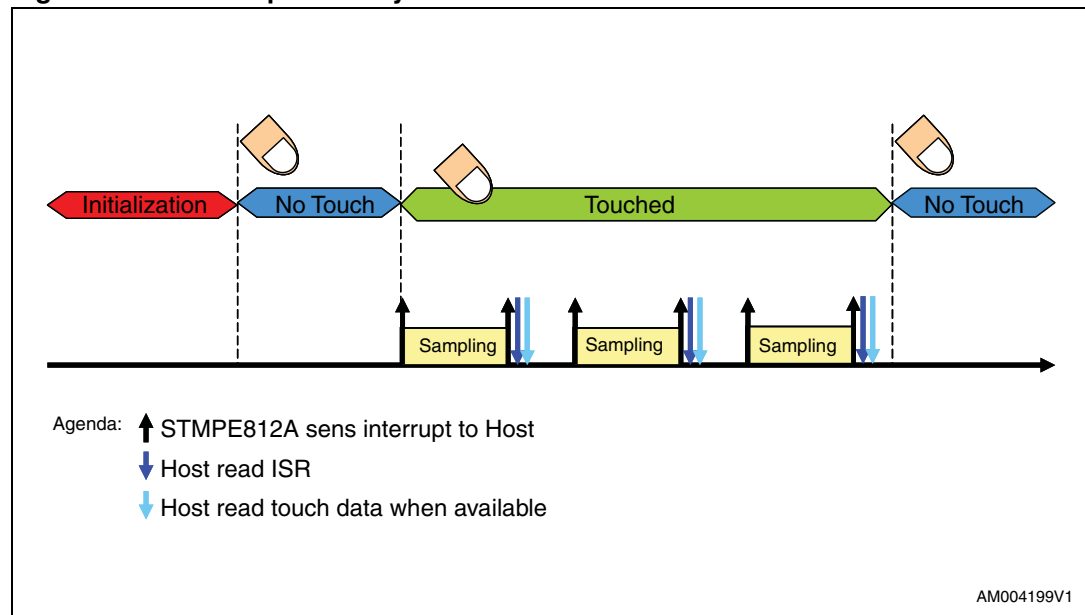 Initialization
No Touch
Touched
No Touch
Sampling
Sampling
Sampling
Agenda:
STMPE812A sens interrupt to Host
Host read ISR
Host read touch data when available
AM004199V1